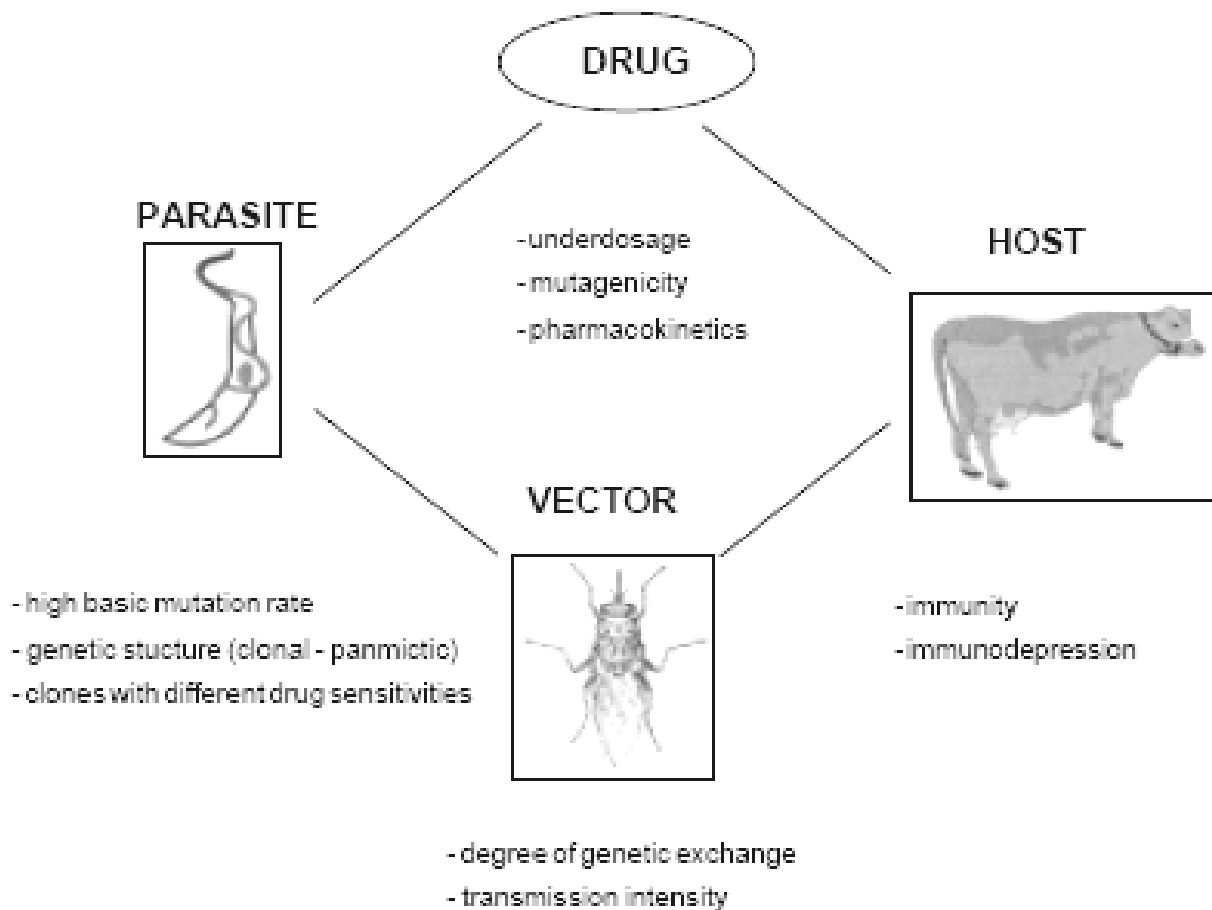 DRUG
PARASITE
- underdosage
- mutagenicity
- pharmacokinetics
HOST
VECTOR
- high basic mutation rate
- genetic stucture (clonal - panmictic)
- clones with different drug sensitivities
- immunity
- immunodepression
- degree of genetic exchange
- transmission intensity